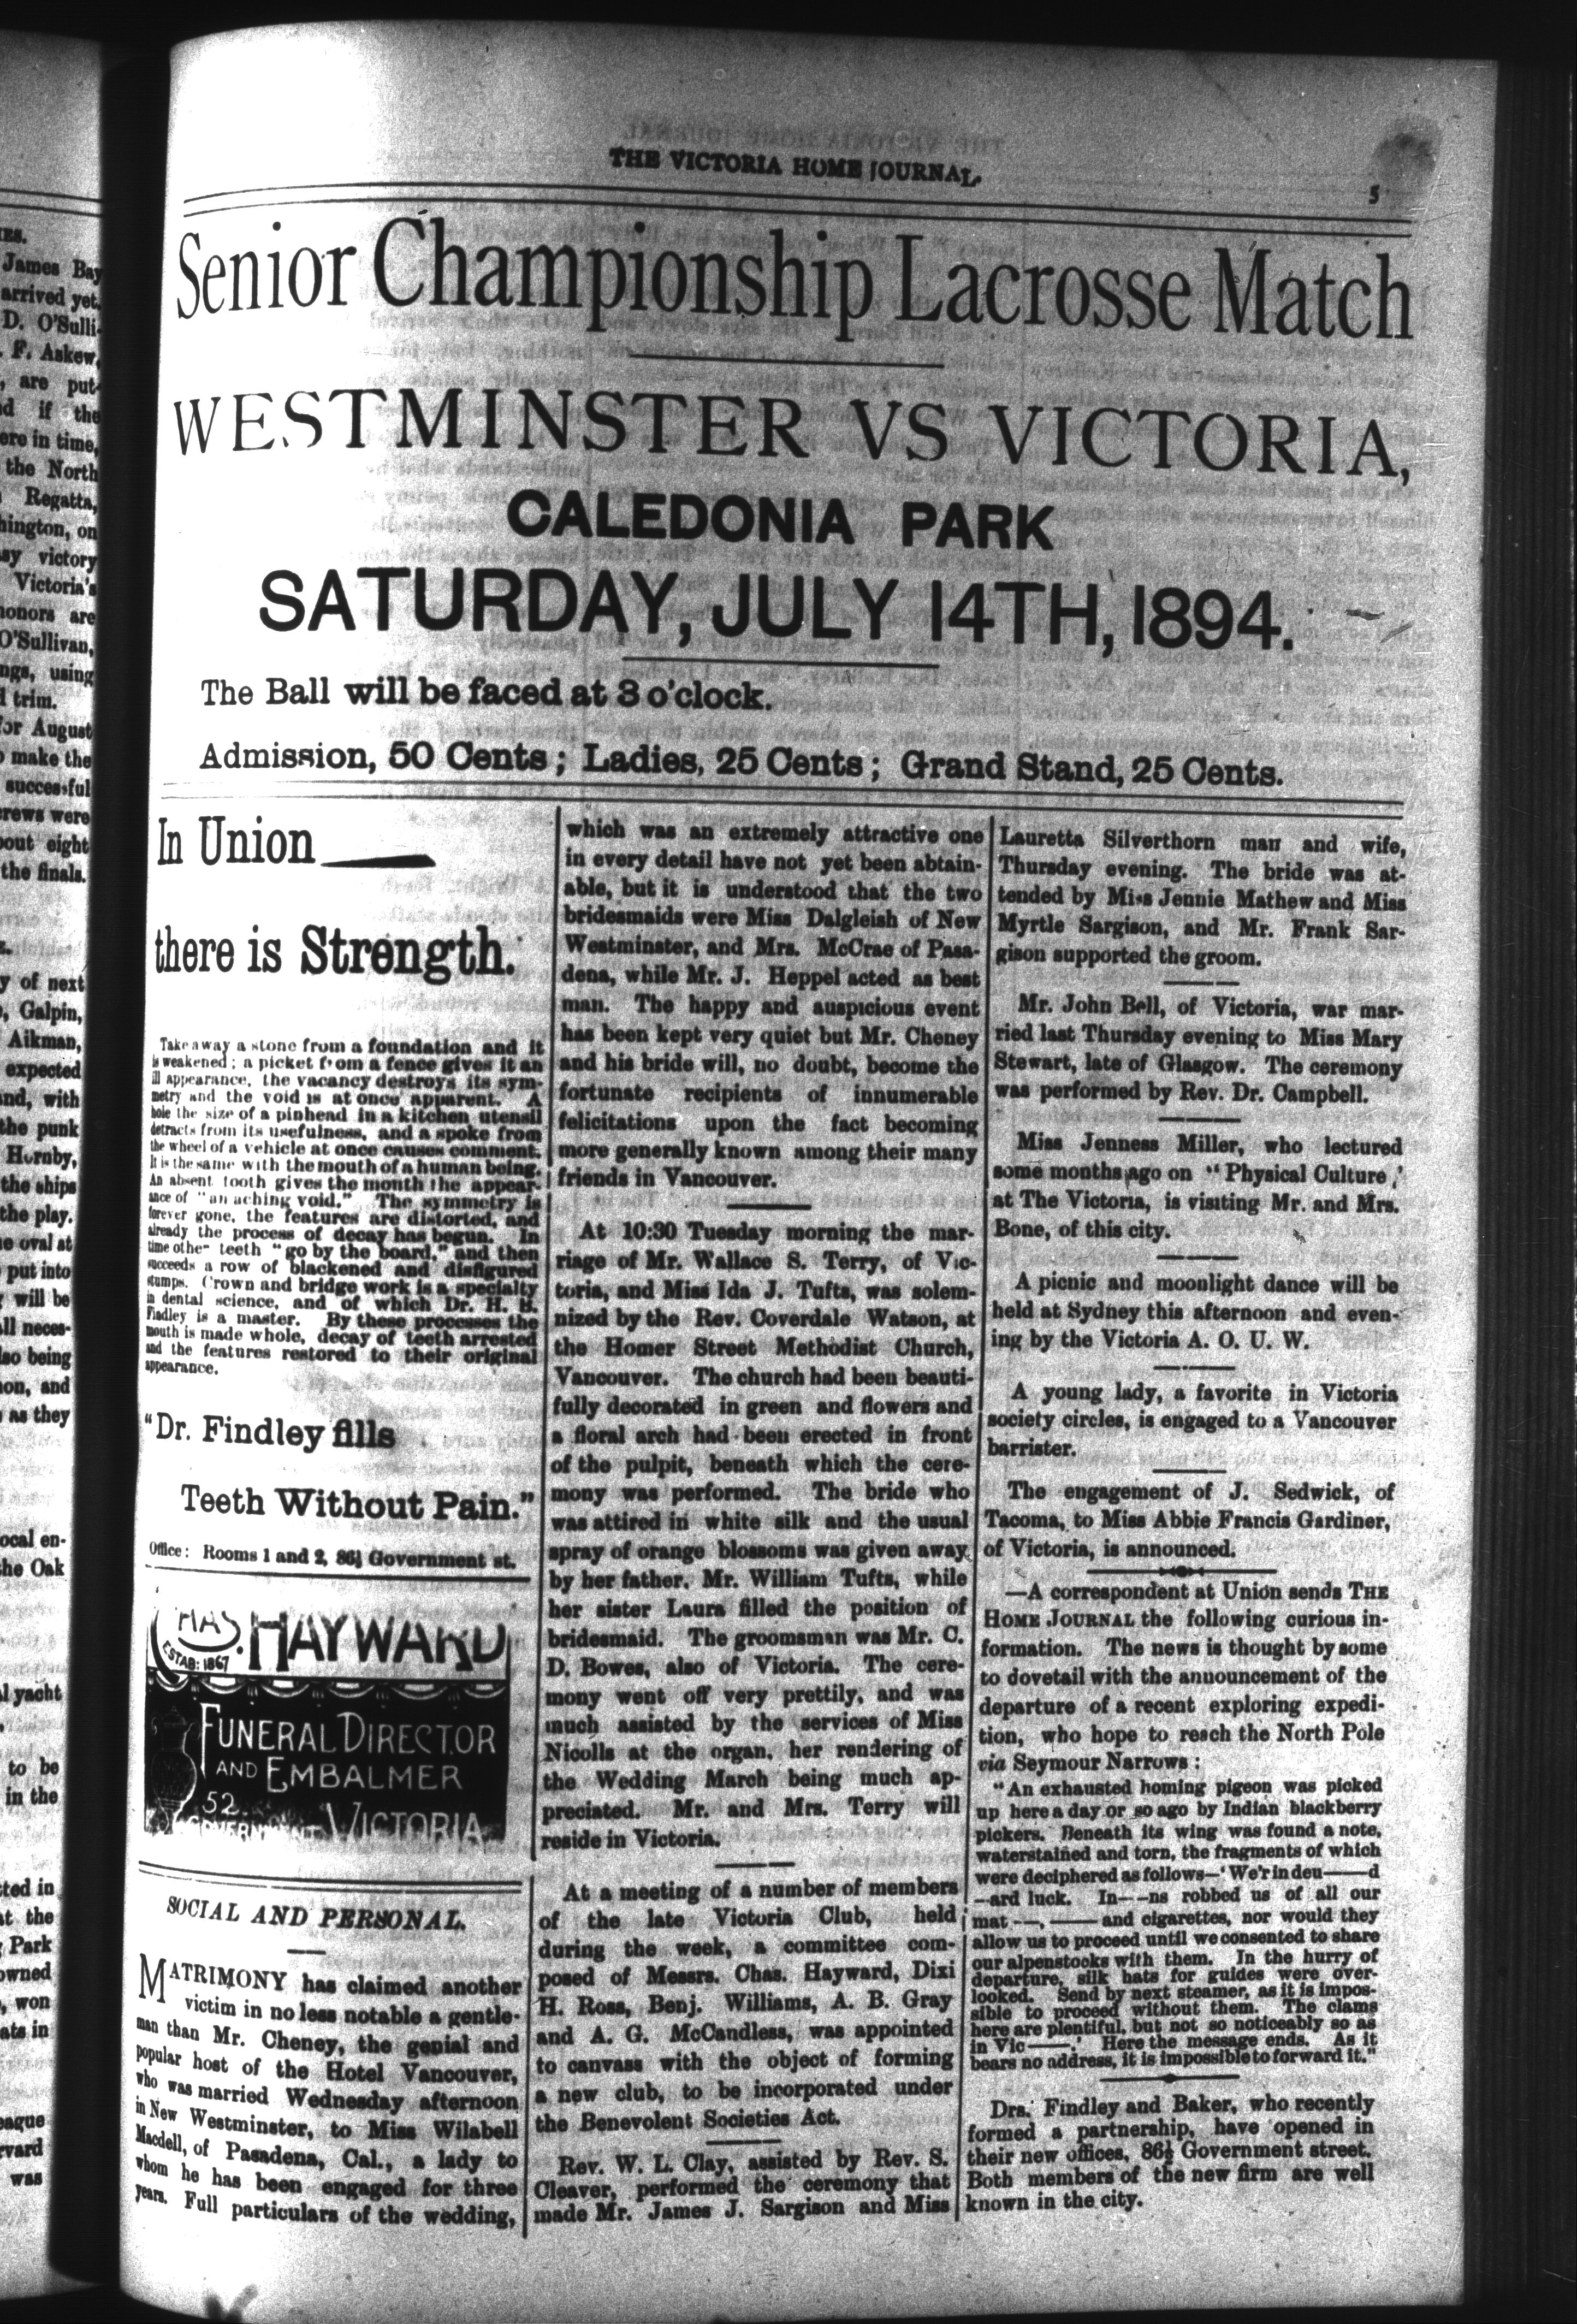 THE VICTORIA HOME JOURNAL.
5
Senior Championship Lacrosse Match
WESTMINSTER VS VICTORIA,
CALEDONIA PARK
SATURDAY, JULY 14TH, 1894.
The Ball will be faced at 3 o'clock.
Admission, 50 Cents; Ladies, 25 Cents; Grand Stand, 25 Cents.
In Union
there is Strength.
Take away a stone from a foundation and it
is weakened; a picket from a fence gives it an
ill appearance, the vacancy destroys its sym-
metry and the void is at once apparent. A
hole the size of a pinhead in a kitchen utensil
detracts from its usefulness, and a spoke from
the wheel of a vehicle at once causes comment.
It is the same with the mouth of a human being.
An absent tooth gives the month the appear-
ance of "an aching void." The symmetry is
forever gone, the features are distorted, and
already the process of decay has begun. In
time other teeth "go by the board," and then
succeeds a row of blackened and disfigured
stumps. Crown and bridge work is a specialty
in dental science, and of which Dr. H. H.
Findley is a master. By these processes the
mouth is made whole, decay of teeth arrested
and the features restored to their original
appearance.
"Dr. Findley fills
Teeth Without Pain."
Office: Rooms 1 and 2, 86½ Government st.
CHAS. HAYWARD
ESTAB: 1867
FUNERAL DIRECTOR
AND EMBALMER
52.
GOVERNMENT ST VICTORIA
SOCIAL AND PERSONAL.
MATRIMONY has claimed another
victim in no less notable a gentle-
man than Mr. Cheney, the genial and
popular host of the Hotel Vancouver,
who was married Wednesday afternoon
in New Westminster, to Miss Wilabell
Macdell, of Pasadena, Cal., a lady to
whom he has been engaged for three
years. Full particulars of the wedding,
which was an extremely attractive one
in every detail have not yet been abtain-
able, but it is understood that the two
bridesmaids were Miss Dalgleish of New
Westminster, and Mrs. McCrae of Pasa-
dena, while Mr. J. Heppel acted as best
man. The happy and auspicious event
has been kept very quiet but Mr. Cheney
and his bride will, no doubt, become the
fortunate recipients of innumerable
felicitations upon the fact becoming
more generally known among their many
friends in Vancouver.
At 10:30 Tuesday morning the mar-
riage of Mr. Wallace S. Terry, of Vic-
toria, and Miss Ida J. Tufts, was solem-
nized by the Rev. Coverdale Watson, at
the Homer Street Methodist Church,
Vancouver. The church had been beauti-
fully decorated in green and flowers and
a floral arch had been erected in front
of the pulpit, beneath which the cere-
mony was performed. The bride who
was attired in white silk and the usual
spray of orange blossoms was given away
by her father, Mr. William Tufts, while
her sister Laura filled the position of
bridesmaid. The groomsman was Mr. C.
D. Bowes, also of Victoria. The cere-
mony went off very prettily, and was
much assisted by the services of Miss
Nicolls at the organ, her rendering of
the Wedding March being much ap-
preciated. Mr. and Mrs. Terry will
reside in Victoria.
At a meeting of a number of members
of the late Victoria Club, held
during the week, a committee com-
posed of Messrs. Chas. Hayward, Dixi
H. Ross, Benj. Williams, A. B. Gray
and A. G. McCandless, was appointed
to canvass with the object of forming
a new club, to be incorporated under
the Benevolent Societies Act.
Rev. W. L. Clay, assisted by Rev. S.
Cleaver, performed the ceremony that
made Mr. James J. Sargison and Miss
Lauretta Silverthorn man and wife,
Thursday evening. The bride was at-
tended by Miss Jennie Mathew and Miss
Myrtle Sargison, and Mr. Frank Sar-
gison supported the groom.
Mr. John Bell, of Victoria, war mar-
ried last Thursday evening to Miss Mary
Stewart, late of Glasgow. The ceremony
was performed by Rev. Dr. Campbell.
Miss Jenness Miller, who lectured
some months ago on "Physical Culture,'
at The Victoria, is visiting Mr. and Mrs.
Bone, of this city.
A picnic and moonlight dance will be
held at Sydney this afternoon and even-
ing by the Victoria A. O. U. W.
A young lady, a favorite in Victoria
society circles, is engaged to a Vancouver
barrister.
The engagement of J. Sedwick, of
Tacoma, to Miss Abbie Francis Gardiner,
of Victoria, is announced.
—A correspondent at Union sends THE
HOME JOURNAL the following curious in-
formation. The news is thought by some
to dovetail with the announcement of the
departure of a recent exploring expedi-
tion, who hope to reach the North Pole
via Seymour Narrows:
"An exhausted homing pigeon was picked
up here a day or so ago by Indian blackberry
pickers. Beneath its wing was found a note,
waterstained and torn, the fragments of which
were deciphered as follows—'We'r in deu——d
—ard luck. In—-ns robbed us of all our
mat —-, —— and cigarettes, nor would they
allow us to proceed until we consented to share
our alpenstocks with them. In the hurry of
departure, silk hats for guides were over-
looked. Send by next steamer, as it is impos-
sible to proceed without them. The clams
here are plentiful, but not so noticeably so as
in Vic——.' Here the message ends. As it
bears no address, it is impossible to forward it."
Drs. Findley and Baker, who recently
formed a partnership, have opened in
their new offices, 86½ Government street.
Both members of the new firm are well
known in the city.